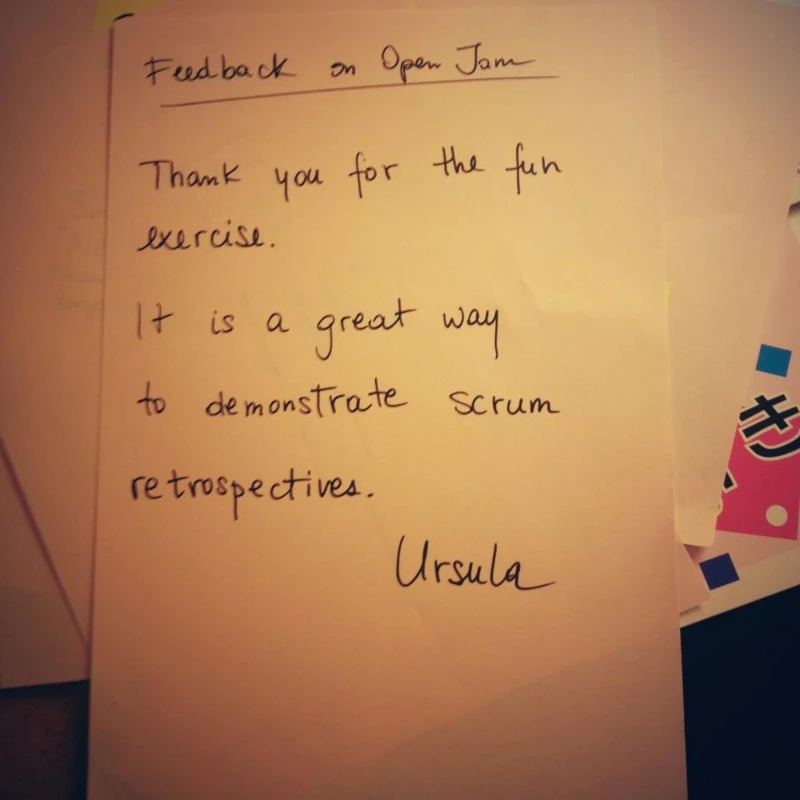 Feedback on Open Jam
Thank you for the fun
exercise.
It is a great way
to demonstrate scrum
retrospectives.
Ursula